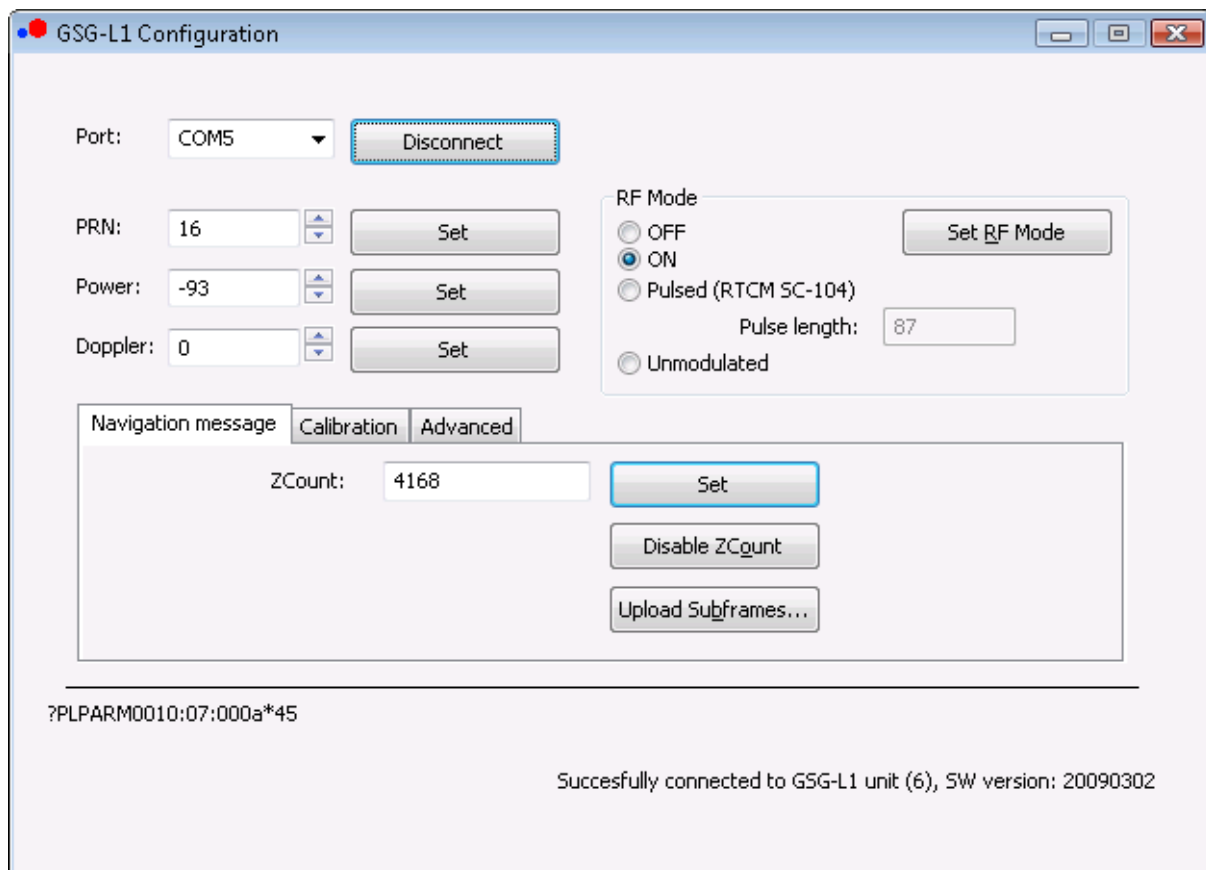 GSG-L1 Configuration
Port: COM5 Disconnect
PRN: 16 Set
Power: -93 Set
Doppler: 0 Set
RF Mode
OFF Set RF Mode
ON
Pulsed (RTCM SC-104)
Pulse length: 87
Unmodulated
Navigation message Calibration Advanced
ZCount: 4168 Set
Disable ZCount
Upload Subframes...
?PLPARM0010:07:000a*45
Succesfully connected to GSG-L1 unit (6), SW version: 20090302